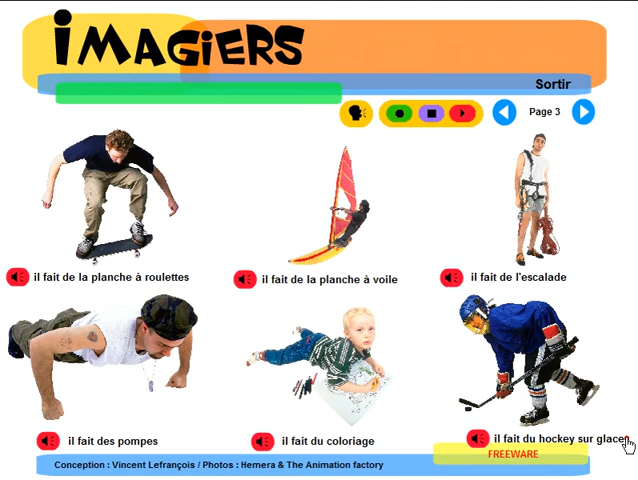 iMAGiERS
Sortir
Page 3
il fait de la planche à roulettes
il fait de la planche à voile
il fait de l'escalade
il fait des pompes
il fait du coloriage
il fait du hockey sur glace
FREEWARE
Conception : Vincent Lefrançois / Photos : Hemera & The Animation factory